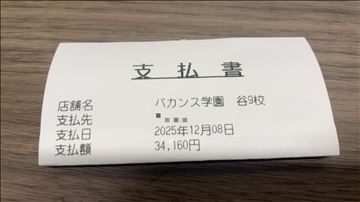 支払書
店舗名 バカンス学園 谷9校
支払先
支払日 2025年12月08日
支払額 34,160円